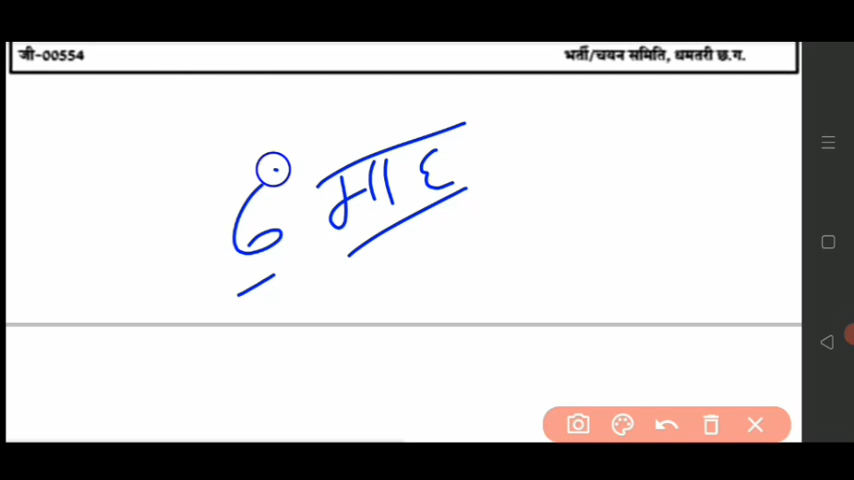 जी-00554 भर्ती/चयन समिति, धमतरी छ.ग.
6 माह